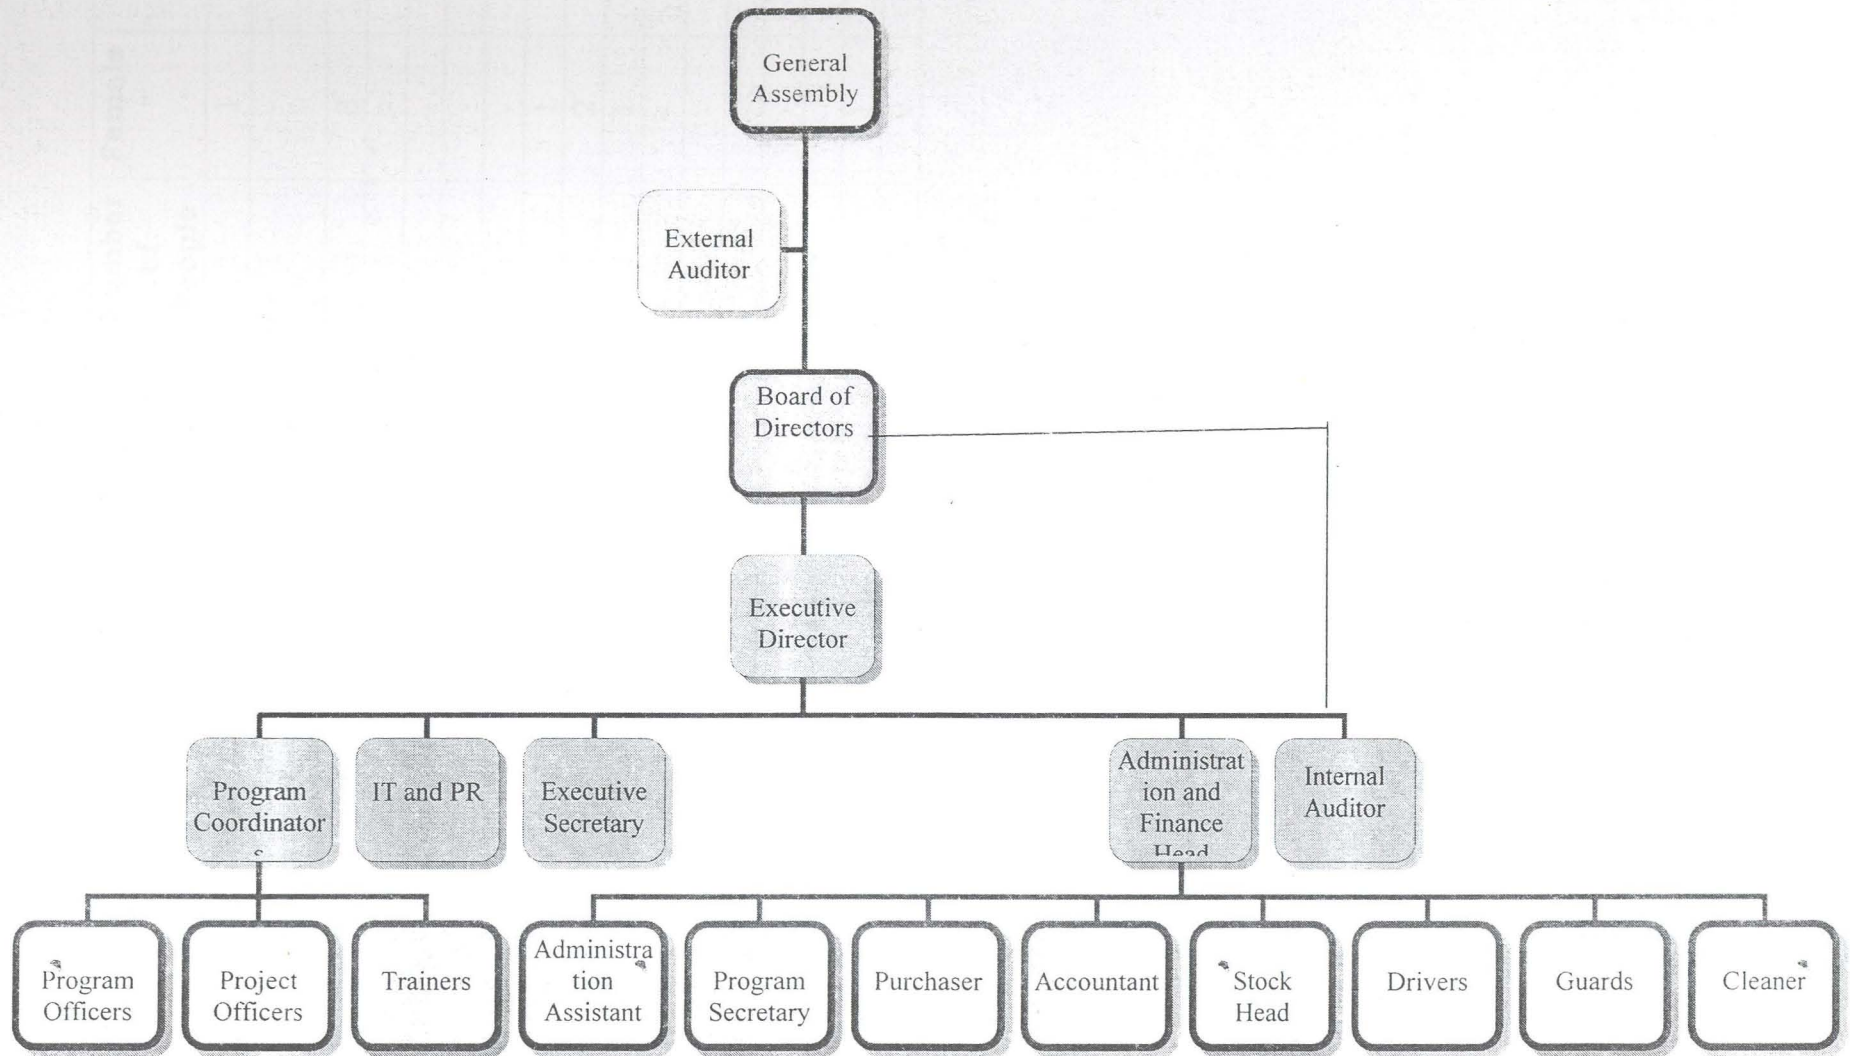 General
Assembly
External
Auditor
Board of
Directors
Executive
Director
Program
Coordinator
s
IT and PR
Executive
Secretary
Administrat
ion and
Finance
Head
Internal
Auditor
Program
Officers
Project
Officers
Trainers
Administra
tion
Assistant
Program
Secretary
Purchaser
Accountant
Stock
Head
Drivers
Guards
Cleaner